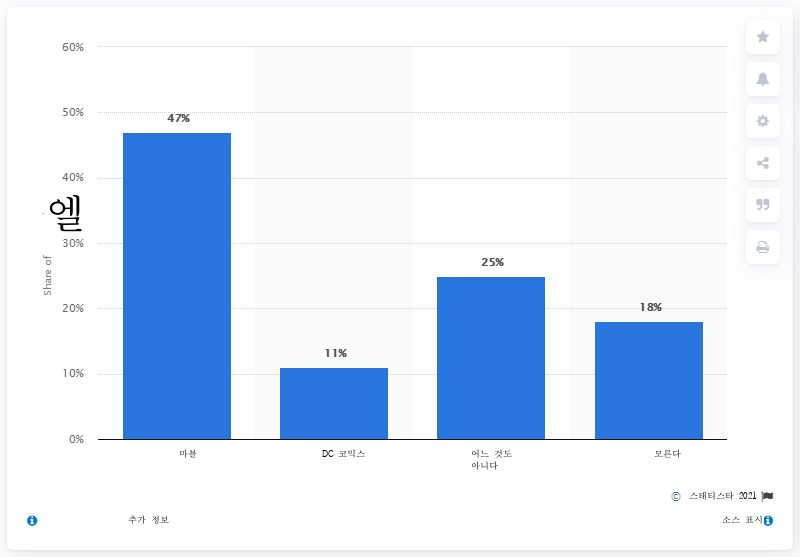 60%
50%
47%
40%
엘
30%
Share of
25%
20%
18%
11%
10%
0%
마블
DC 코믹스
어느 것도
아니다
모른다
© 스태티스타 2021
추가 정보
소스 표시